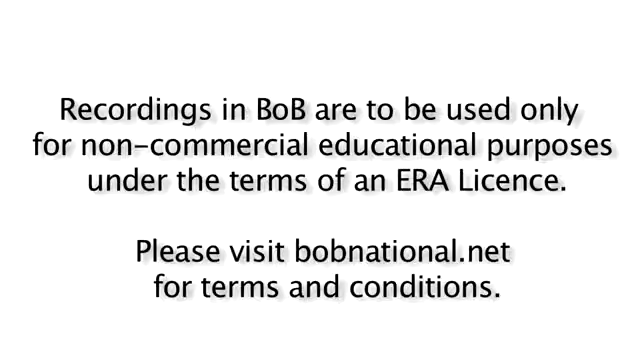 Recordings in BoB are to be used only
for non-commercial educational purposes
under the terms of an ERA Licence.
Please visit bobnational.net
for terms and conditions.